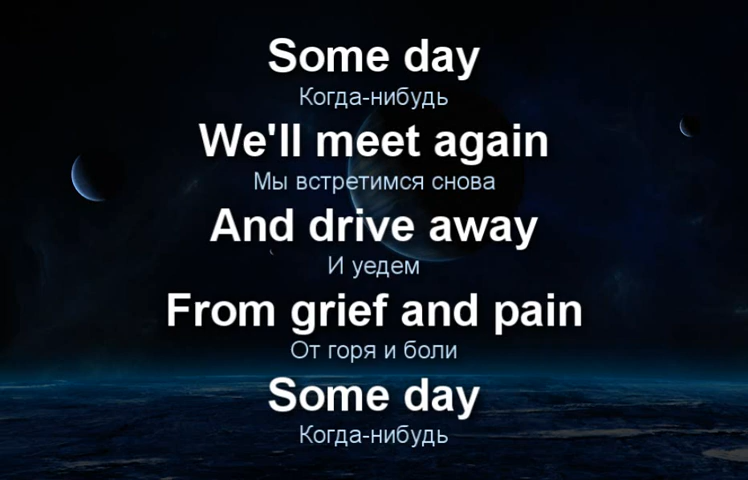 Some day
Когда-нибудь
We'll meet again
Мы встретимся снова
And drive away
И уедем
From grief and pain
От горя и боли
Some day
Когда-нибудь